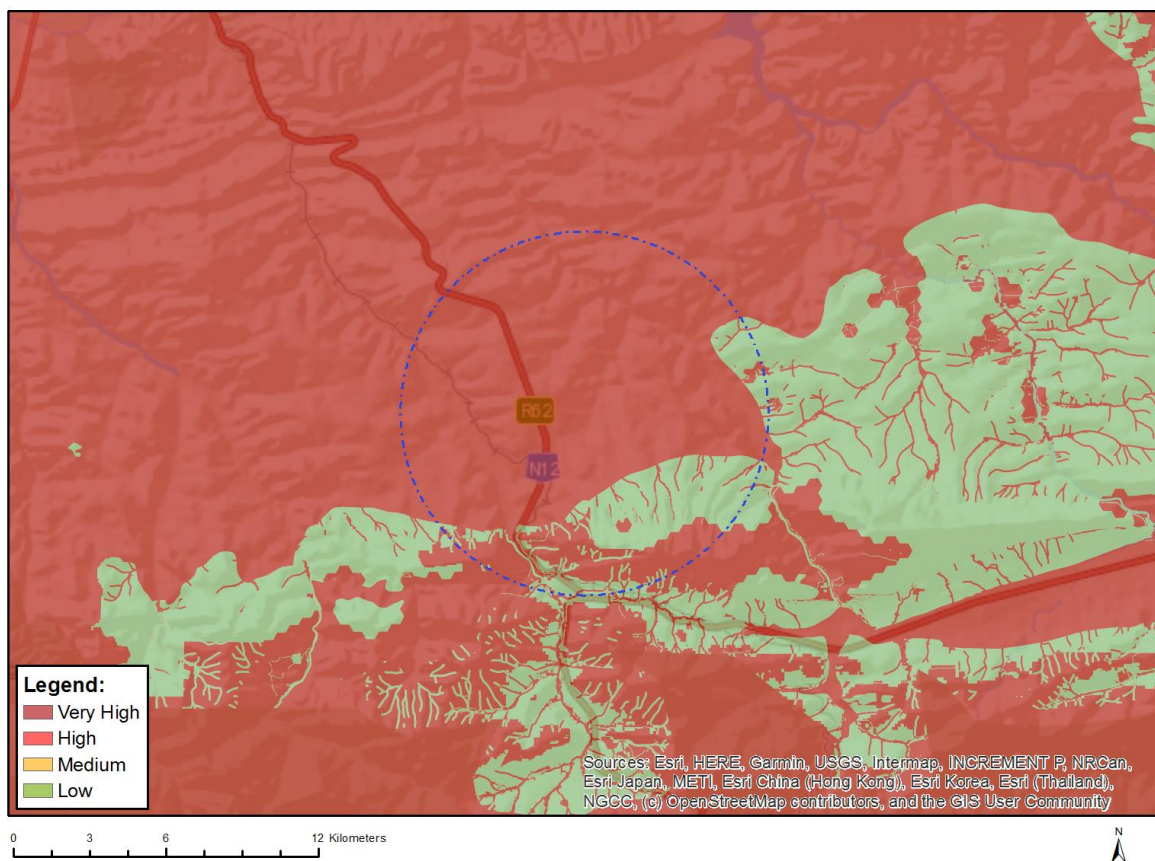 R62
N12
Legend:
Very High
High
Medium
Low
Sources: Esri, HERE, Garmin, USGS, Intermap, INCREMENT P, NRCan,
Esri Japan, METI, Esri China (Hong Kong), Esri Korea, Esri (Thailand),
NGCC, (c) OpenStreetMap contributors, and the GIS User Community
0 3 6 12 Kilometers
N